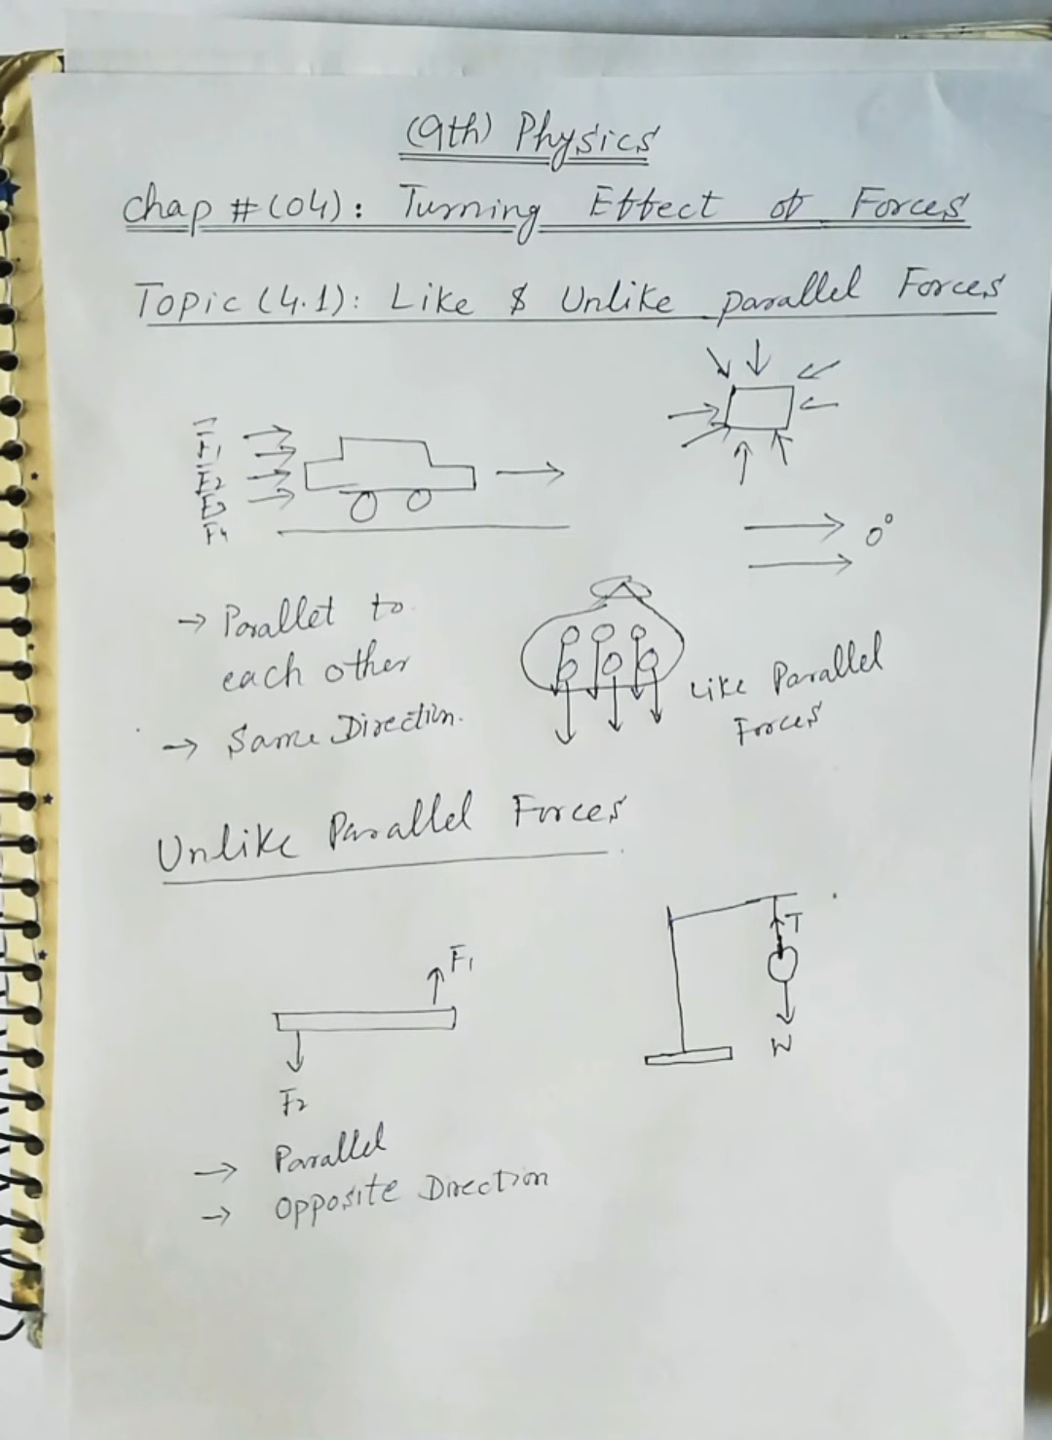 (9th) Physics
Chap # (04): Turning Effect of Forces
Topic (4.1): Like & Unlike parallel Forces
F1
F2
F3
F4
0°
→ Parallel to
each other
→ Same Direction.
Like Parallel
Forces
Unlike Parallel Forces
F1
T
W
F2
→ Parallel
→ Opposite Direction